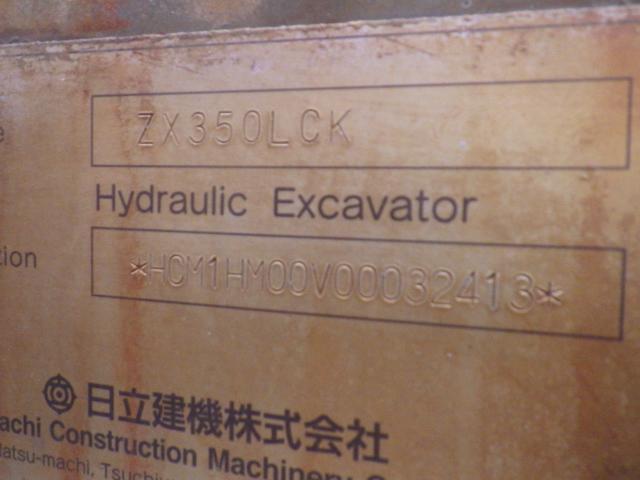 e
ZX350LCK
Hydraulic Excavator
tion
*HCM1HM00V00032413*
日立建機株式会社
achi Construction Machinery C
atsu-machi, Tsuchi